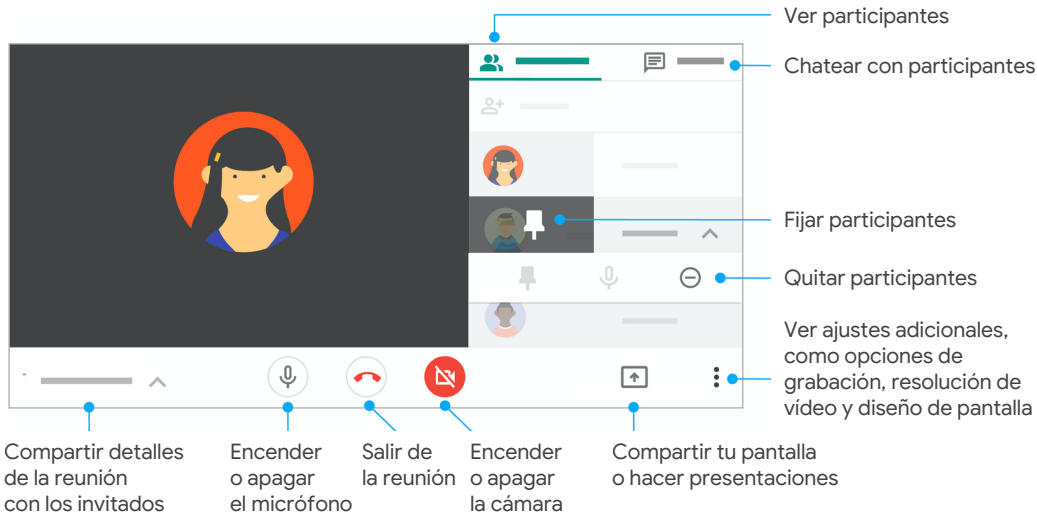 Ver participantes
Chatear con participantes
Fijar participantes
Quitar participantes
Ver ajustes adicionales,
como opciones de
grabación, resolución de
vídeo y diseño de pantalla
Compartir detalles
de la reunión
con los invitados
Encender
o apagar
el micrófono
Salir de
la reunión
Encender
o apagar
la cámara
Compartir tu pantalla
o hacer presentaciones